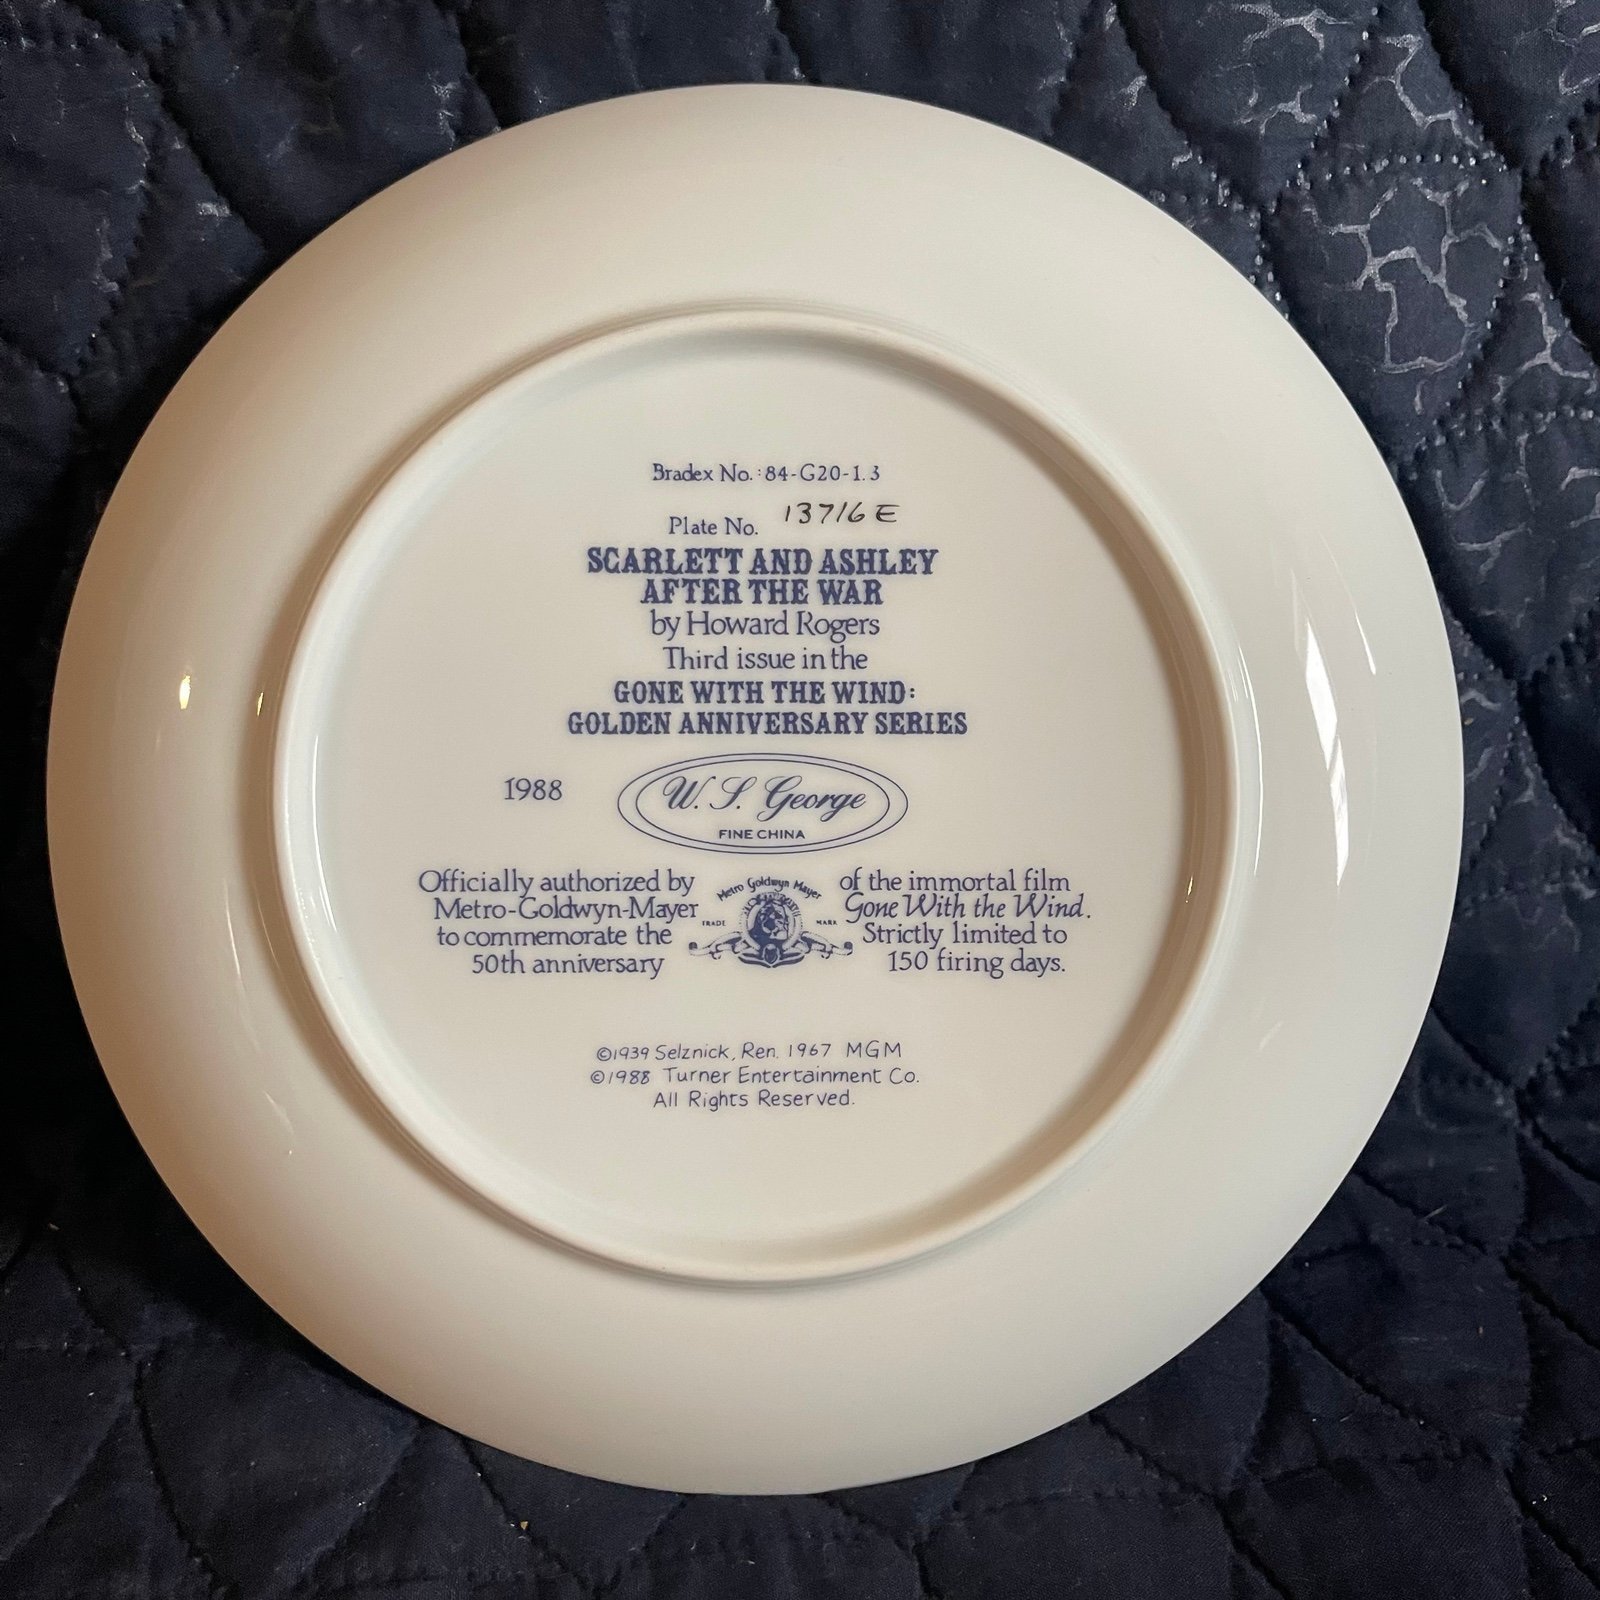 Bradex No.:84-G20-1.3
Plate No. 13716 E
SCARLETT AND ASHLEY
AFTER THE WAR
by Howard Rogers
Third issue in the
GONE WITH THE WIND:
GOLDEN ANNIVERSARY SERIES
1988
W. S. George
FINE CHINA
Officially authorized by
Metro-Goldwyn-Mayer
to commemorate the
50th anniversary
Metro Goldwyn Mayer
TRADE MARK
of the immortal film
Gone With the Wind.
Strictly limited to
150 firing days.
©1939 Selznick, Ren. 1967 MGM
©1988 Turner Entertainment Co.
All Rights Reserved.